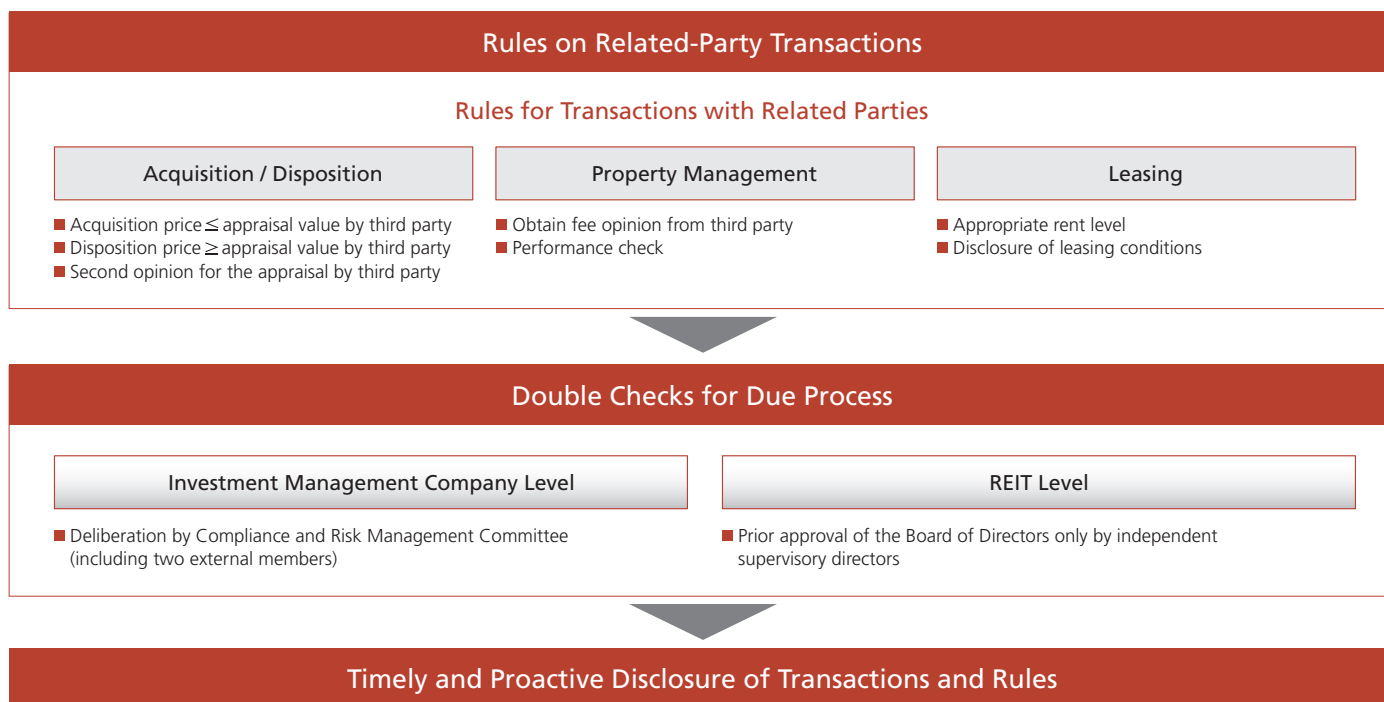 Rules on Related-Party Transactions
Rules for Transactions with Related Parties
Acquisition / Disposition
■ Acquisition price ≦ appraisal value by third party
■ Disposition price ≧ appraisal value by third party
■ Second opinion for the appraisal by third party
Property Management
■ Obtain fee opinion from third party
■ Performance check
Leasing
■ Appropriate rent level
■ Disclosure of leasing conditions
Double Checks for Due Process
Investment Management Company Level
■ Deliberation by Compliance and Risk Management Committee
(including two external members)
REIT Level
■ Prior approval of the Board of Directors only by independent
supervisory directors
Timely and Proactive Disclosure of Transactions and Rules